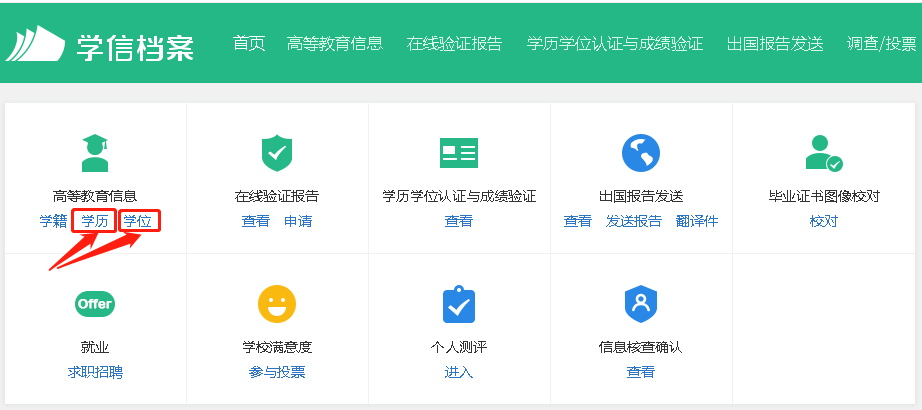 学信档案 首页 高等教育信息 在线验证报告 学历学位认证与成绩验证 出国报告发送 调查/投票
高等教育信息 在线验证报告 学历学位认证与成绩验证 出国报告发送 毕业证书图像校对
学籍 学历 学位 查看 申请 查看 查看 发送报告 翻译件 校对
Offer
就业 学校满意度 个人测评 信息核查确认
求职招聘 参与投票 进入 查看